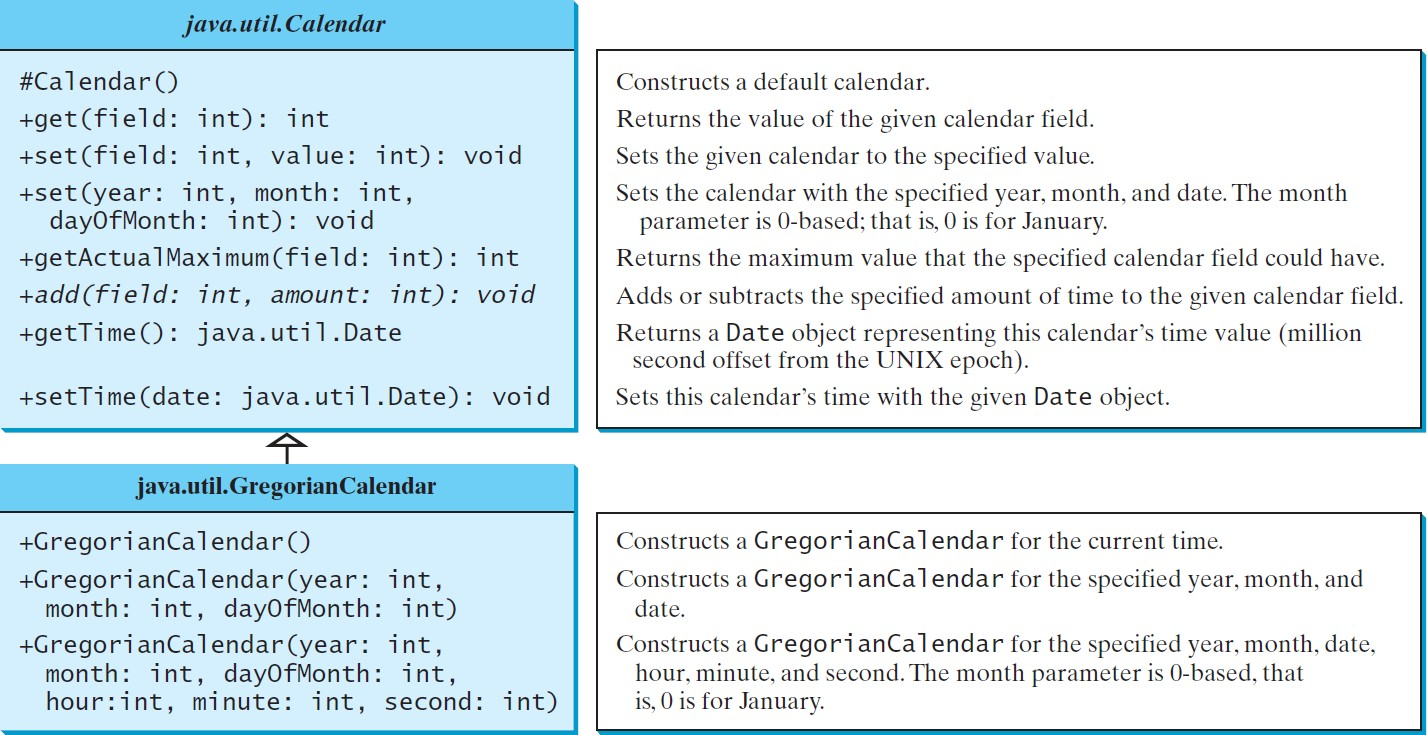 java.util.Calendar
#Calendar()
Constructs a default calendar.
+get(field: int): int
Returns the value of the given calendar field.
+set(field: int, value: int): void
Sets the given calendar to the specified value.
+set(year: int, month: int,
dayOfMonth: int): void
Sets the calendar with the specified year, month, and date. The month
parameter is 0-based; that is, 0 is for January.
+getActualMaximum(field: int): int
Returns the maximum value that the specified calendar field could have.
+add(field: int, amount: int): void
Adds or subtracts the specified amount of time to the given calendar field.
+getTime(): java.util.Date
Returns a Date object representing this calendar's time value (million
second offset from the UNIX epoch).
+setTime(date: java.util.Date): void
Sets this calendar's time with the given Date object.
java.util.GregorianCalendar
+GregorianCalendar()
Constructs a GregorianCalendar for the current time.
+GregorianCalendar(year: int,
month: int, dayOfMonth: int)
Constructs a GregorianCalendar for the specified year, month, and
date.
+GregorianCalendar(year: int,
month: int, dayOfMonth: int,
hour:int, minute: int, second: int)
Constructs a GregorianCalendar for the specified year, month, date,
hour, minute, and second. The month parameter is 0-based, that
is, 0 is for January.